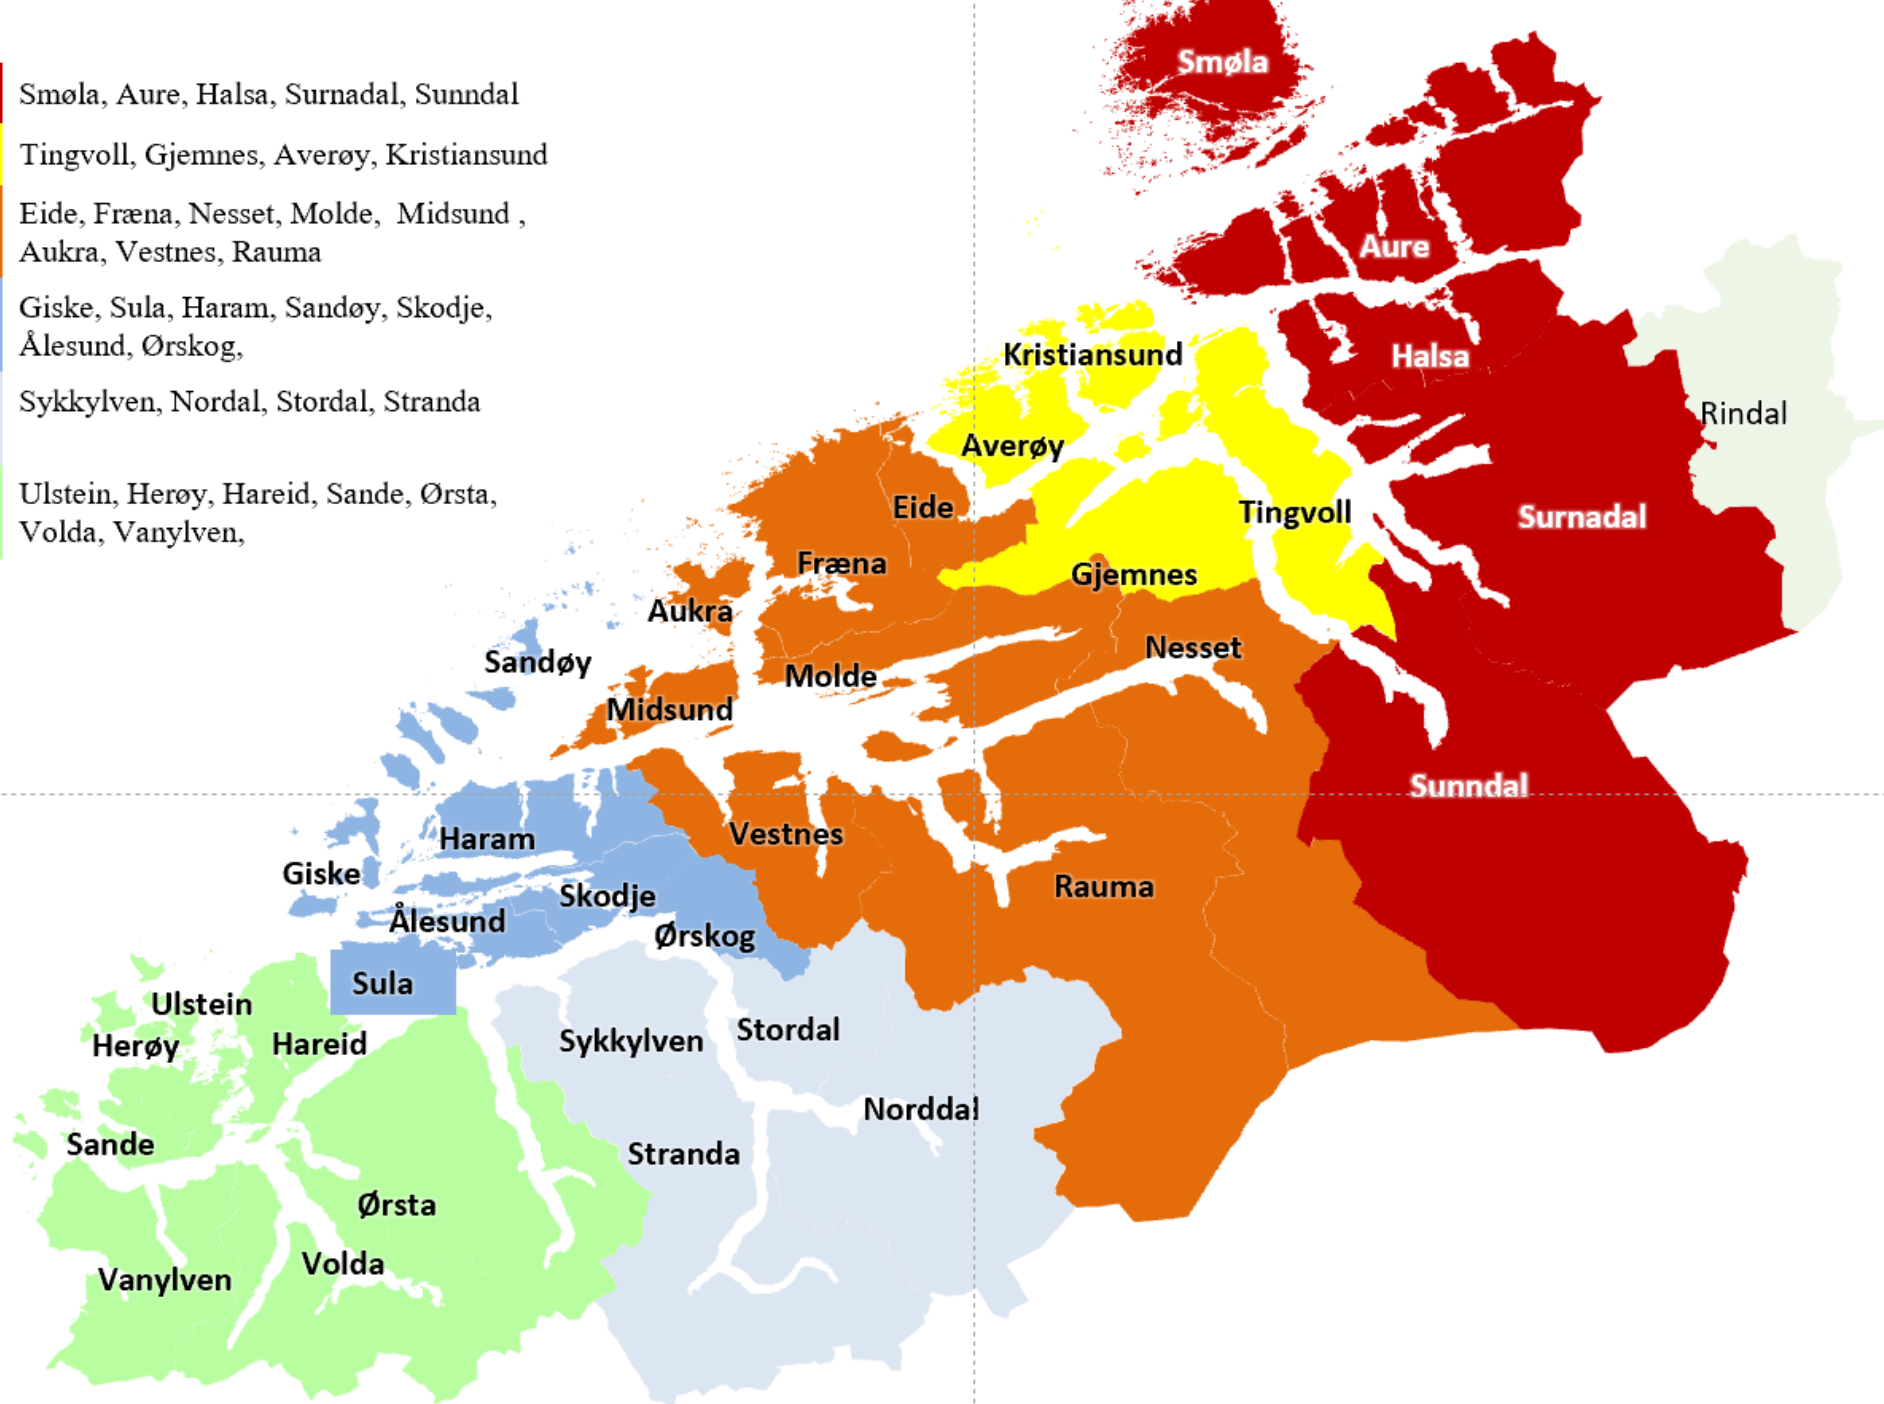 Smøla, Aure, Halsa, Surnadal, Sunndal
Tingvoll, Gjemnes, Averøy, Kristiansund
Eide, Fræna, Nesset, Molde, Midsund ,
Aukra, Vestnes, Rauma
Giske, Sula, Haram, Sandøy, Skodje,
Ålesund, Ørskog,
Sykkylven, Nordal, Stordal, Stranda
Ulstein, Herøy, Hareid, Sande, Ørsta,
Volda, Vanylven,
Smøla
Aure
Kristiansund
Halsa
Rindal
Averøy
Eide
Tingvoll
Surnadal
Fræna
Gjemnes
Aukra
Nesset
Sandøy
Molde
Midsund
Sunndal
Haram
Vestnes
Giske
Rauma
Skodje
Ålesund
Ørskog
Sula
Ulstein
Stordal
Herøy
Hareid
Sykkylven
Norddal
Sande
Stranda
Ørsta
Volda
Vanylven